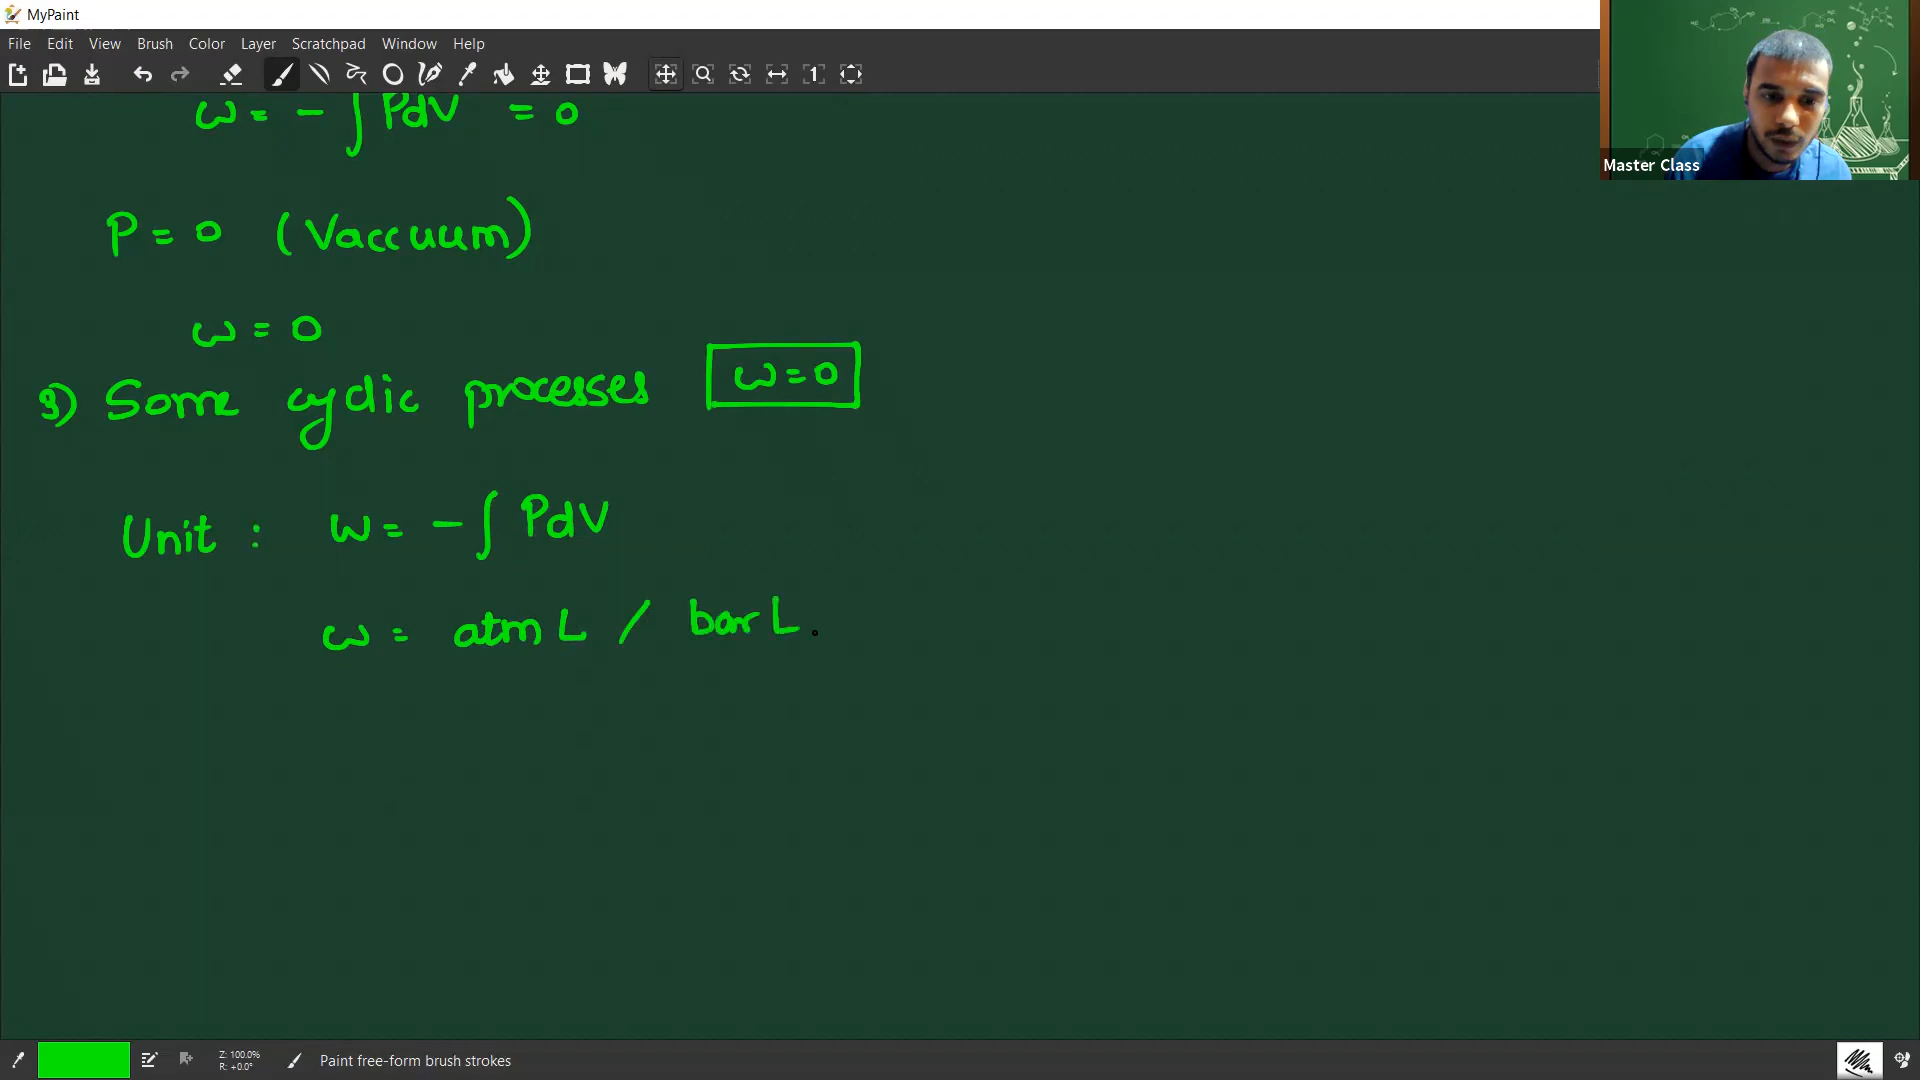 MyPaint
File Edit View Brush Color Layer Scratchpad Window Help
Master Class
ω = - ∫ PdV = 0
P = 0 (Vaccuum)
ω = 0
3) Some cyclic processes ω = 0
Unit : W = - ∫ PdV
ω = atm L / bar L
Z: 100.0%
R: +0.0°
Paint free-form brush strokes